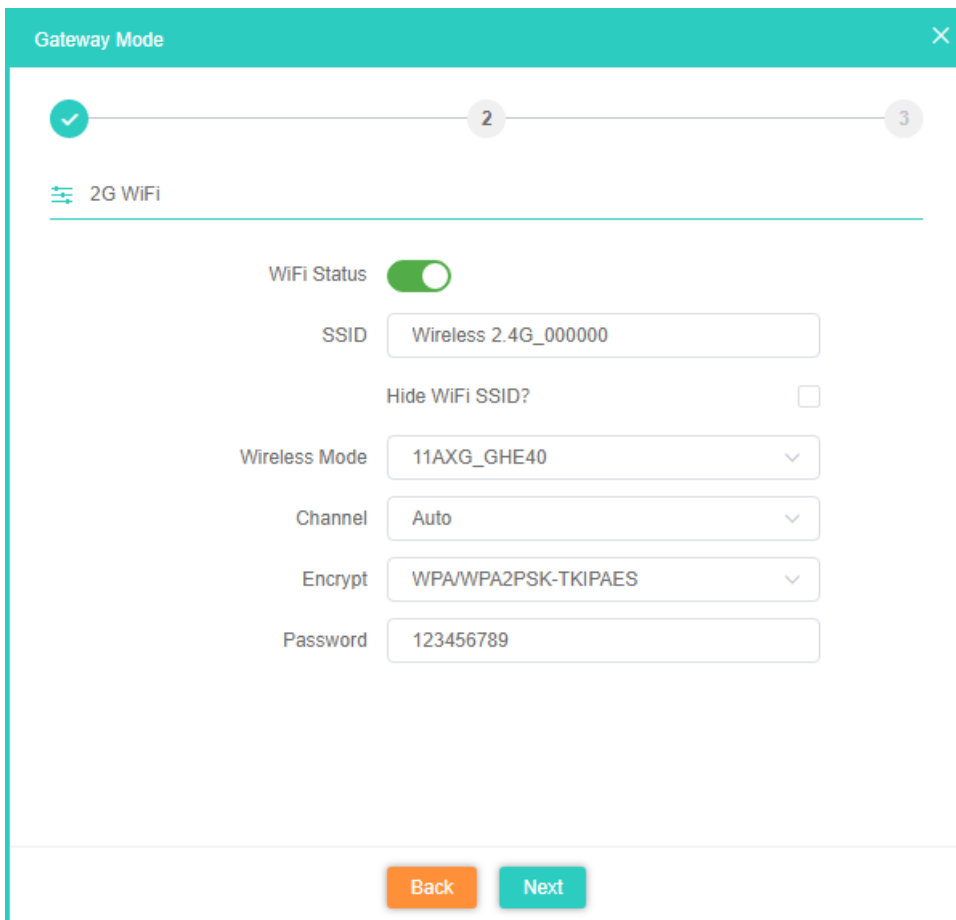 Gateway Mode
2
3
2G WiFi
WiFi Status
SSID Wireless 2.4G_000000
Hide WiFi SSID?
Wireless Mode 11AXG_GHE40
Channel Auto
Encrypt WPA/WPA2PSK-TKIPAES
Password 123456789
Back Next